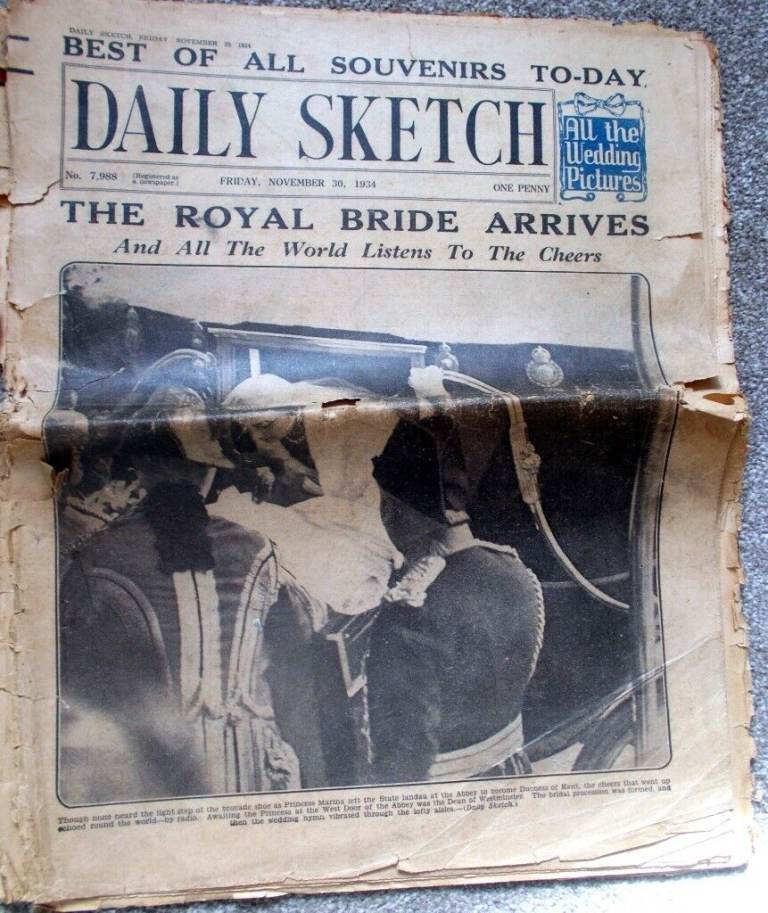 DAILY SKETCH, FRIDAY NOVEMBER 30 1934
BEST OF ALL SOUVENIRS TO-DAY.
DAILY SKETCH
All the
Wedding
Pictures
No. 7,988 [Registered as
a newspaper.] FRIDAY, NOVEMBER 30, 1934 ONE PENNY
THE ROYAL BRIDE ARRIVES
And All The World Listens To The Cheers
Though none heard the light step of the brocade shoe as Princess Marina left the State landau at the Abbey to become Duchess of Kent, the cheers that went up
echoed round the world—by radio. Awaiting the Princess at the West Door of the Abbey was the Dean of Westminster. The bridal procession was formed, and
then the wedding hymn vibrated through the lofty aisles.—(Daily Sketch.)